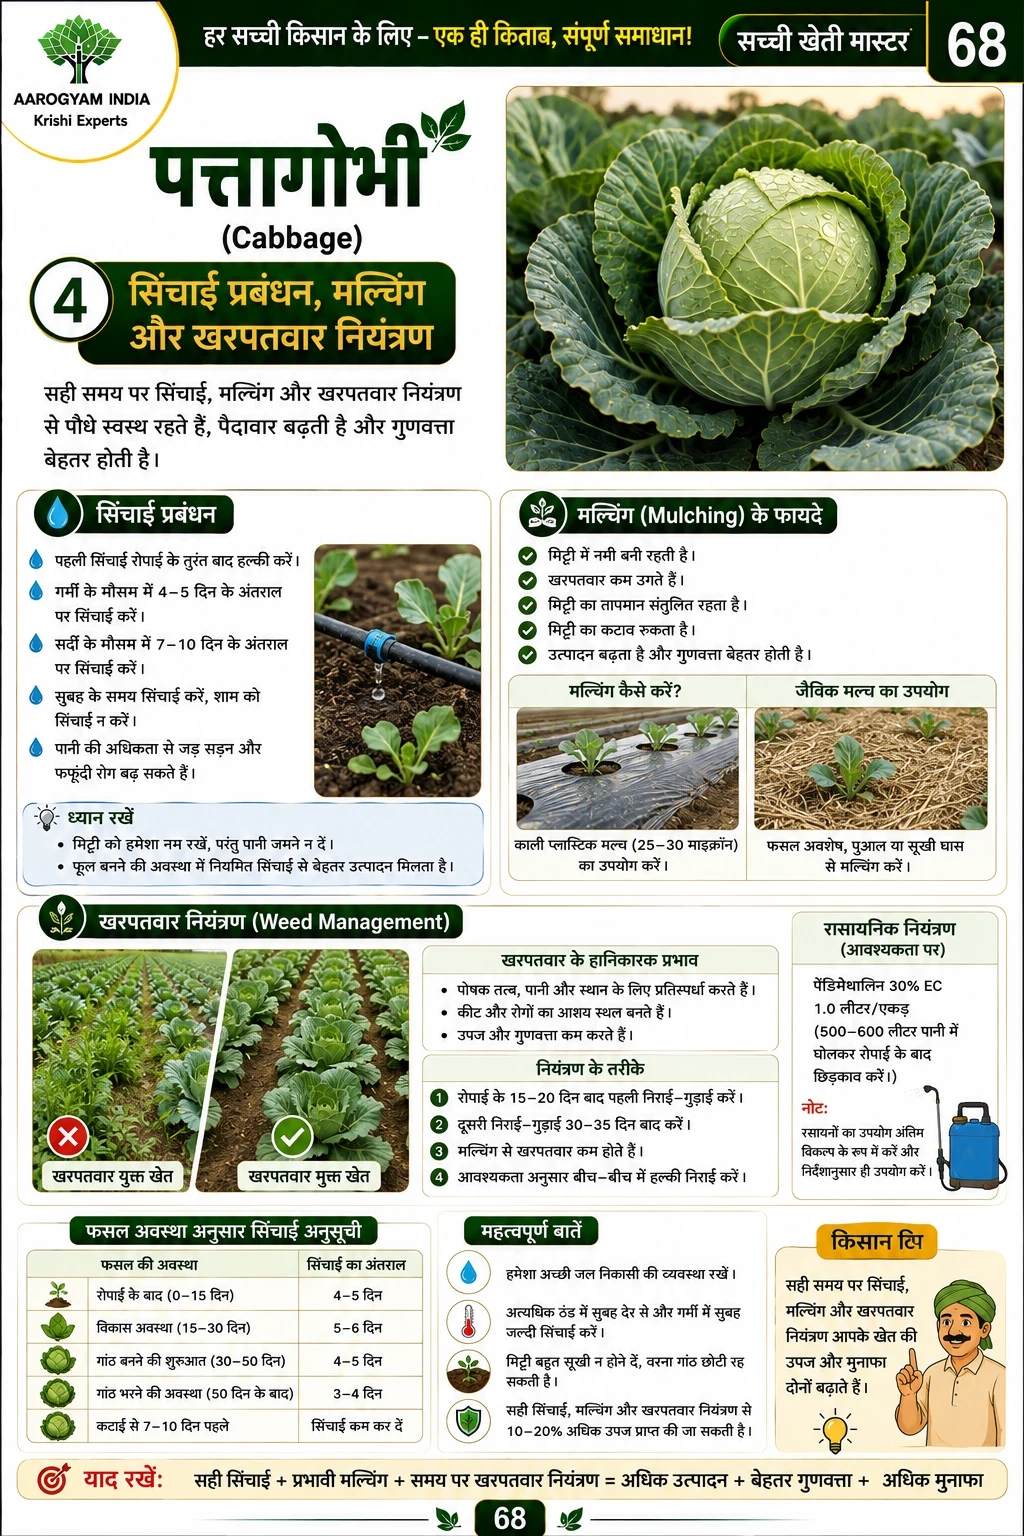 AAROGYAM INDIA
Krishi Experts
हर सच्ची किसान के लिए – एक ही किताब, संपूर्ण समाधान!
सच्ची खेती मास्टर
68
पत्तागोभी
(Cabbage)
4
सिंचाई प्रबंधन, मल्चिंग
और खरपतवार नियंत्रण
सही समय पर सिंचाई, मल्चिंग और खरपतवार नियंत्रण
से पौधे स्वस्थ रहते हैं, पैदावार बढ़ती है और गुणवत्ता
बेहतर होती है।
सिंचाई प्रबंधन
पहली सिंचाई रोपाई के तुरंत बाद हल्की करें।
गर्मी के मौसम में 4–5 दिन के अंतराल
पर सिंचाई करें।
सर्दी के मौसम में 7–10 दिन के अंतराल
पर सिंचाई करें।
सुबह के समय सिंचाई करें, शाम को
सिंचाई न करें।
पानी की अधिकता से जड़ सड़न और
फफूंदी रोग बढ़ सकते हैं।
ध्यान रखें
• मिट्टी को हमेशा नम रखें, परंतु पानी जमने न दें।
• फूल बनने की अवस्था में नियमित सिंचाई से बेहतर उत्पादन मिलता है।
मल्चिंग (Mulching) के फायदे
मिट्टी में नमी बनी रहती है।
खरपतवार कम उगते हैं।
मिट्टी का तापमान संतुलित रहता है।
मिट्टी का कटाव रुकता है।
उत्पादन बढ़ता है और गुणवत्ता बेहतर होती है।
मल्चिंग कैसे करें?
काली प्लास्टिक मल्च (25–30 माइक्रॉन)
का उपयोग करें।
जैविक मल्च का उपयोग
फसल अवशेष, पुआल या सूखी घास
से मल्चिंग करें।
खरपतवार नियंत्रण (Weed Management)
खरपतवार युक्त खेत
खरपतवार मुक्त खेत
खरपतवार के हानिकारक प्रभाव
• पोषक तत्व, पानी और स्थान के लिए प्रतिस्पर्धा करते हैं।
• कीट और रोगों का आशय स्थल बनते हैं।
• उपज और गुणवत्ता कम करते हैं।
नियंत्रण के तरीके
1 रोपाई के 15–20 दिन बाद पहली निराई–गुड़ाई करें।
2 दूसरी निराई–गुड़ाई 30–35 दिन बाद करें।
3 मल्चिंग से खरपतवार कम होते हैं।
4 आवश्यकता अनुसार बीच–बीच में हल्की निराई करें।
रासायनिक नियंत्रण
(आवश्यकता पर)
पेंडिमेथालिन 30% EC
1.0 लीटर/एकड़
(500–600 लीटर पानी में
घोलकर रोपाई के बाद
छिड़काव करें।)
नोट:
रसायनों का उपयोग अंतिम
विकल्प के रूप में करें और
निर्देशानुसार ही उपयोग करें।
फसल अवस्था अनुसार सिंचाई अनुसूची
फसल की अवस्था सिंचाई का अंतराल
रोपाई के बाद (0–15 दिन) 4–5 दिन
विकास अवस्था (15–30 दिन) 5–6 दिन
गांठ बनने की शुरुआत (30–50 दिन) 4–5 दिन
गांठ भरने की अवस्था (50 दिन के बाद) 3–4 दिन
कटाई से 7–10 दिन पहले सिंचाई कम कर दें
महत्वपूर्ण बातें
हमेशा अच्छी जल निकासी की व्यवस्था रखें।
अत्यधिक ठंड में सुबह देर से और गर्मी में सुबह
जल्दी सिंचाई करें।
मिट्टी बहुत सूखी न होने दें, वरना गांठ छोटी रह
सकती है।
सही सिंचाई, मल्चिंग और खरपतवार नियंत्रण से
10–20% अधिक उपज प्राप्त की जा सकती है।
किसान टिप
सही समय पर सिंचाई,
मल्चिंग और खरपतवार
नियंत्रण आपके खेत की
उपज और मुनाफा
दोनों बढ़ाते हैं।
याद रखें: सही सिंचाई + प्रभावी मल्चिंग + समय पर खरपतवार नियंत्रण = अधिक उत्पादन + बेहतर गुणवत्ता + अधिक मुनाफा
68